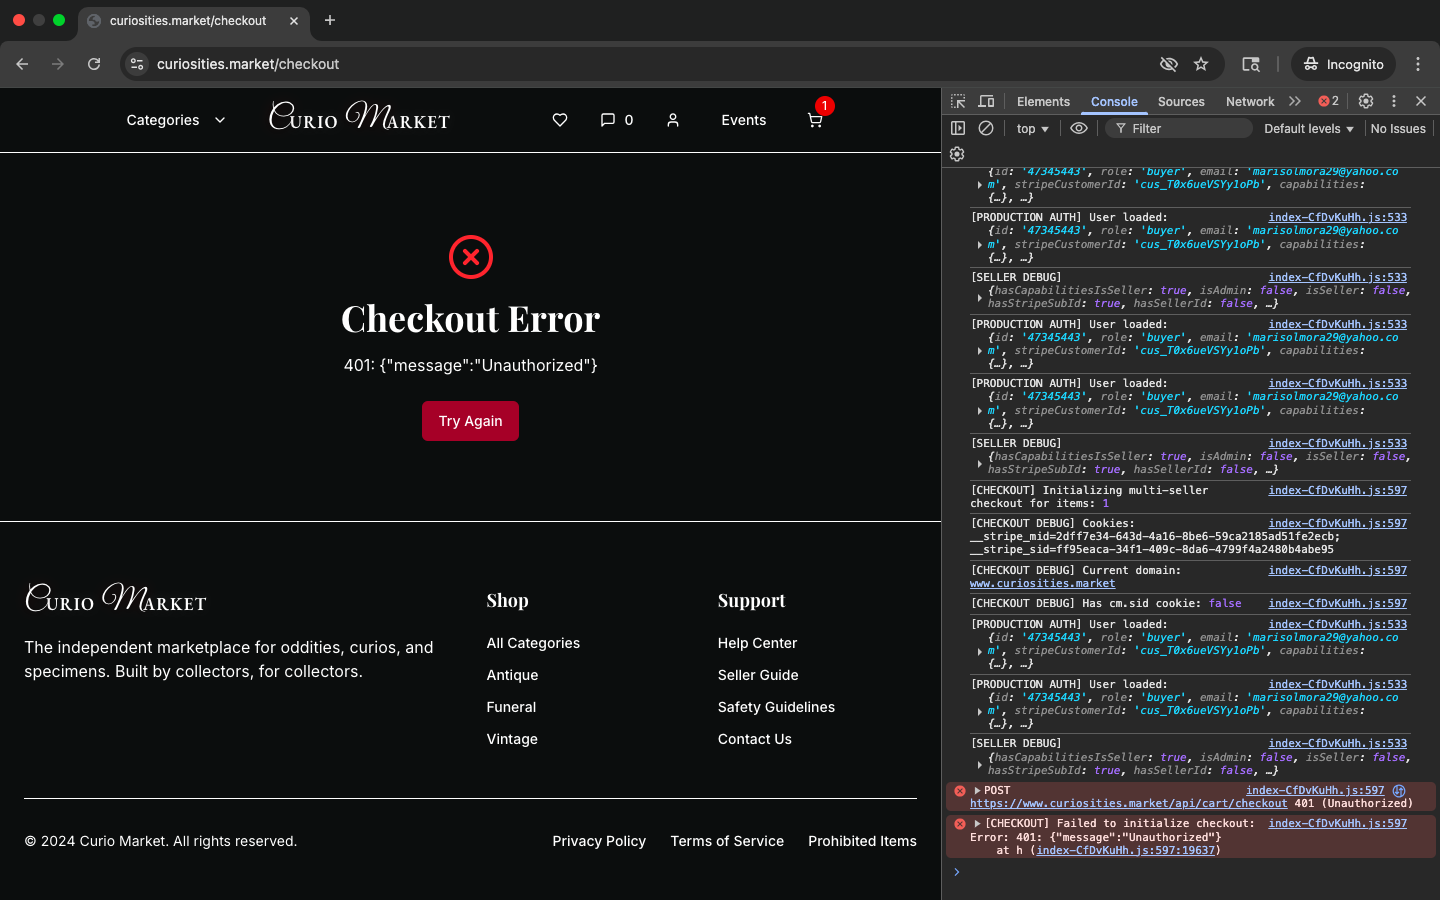 curiosities.market/checkout
curiosities.market/checkout
Incognito
Categories
Curio Market
0
Events
1
Checkout Error
401: {"message":"Unauthorized"}
Try Again
Curio Market
The independent marketplace for oddities, curios, and
specimens. Built by collectors, for collectors.
Shop
All Categories
Antique
Funeral
Vintage
Support
Help Center
Seller Guide
Safety Guidelines
Contact Us
© 2024 Curio Market. All rights reserved.
Privacy Policy
Terms of Service
Prohibited Items
Elements
Console
Sources
Network
2
top
Filter
Default levels
No Issues
{id: '47345443', role: 'buyer', email: 'marisolmora29@yahoo.co
m', stripeCustomerId: 'cus_T0x6ueVSYy1oPb', capabilities:
{…}, …}
[PRODUCTION AUTH] User loaded: index-CfDvKuHh.js:533
{id: '47345443', role: 'buyer', email: 'marisolmora29@yahoo.co
m', stripeCustomerId: 'cus_T0x6ueVSYy1oPb', capabilities:
{…}, …}
[SELLER DEBUG] index-CfDvKuHh.js:533
{hasCapabilitiesIsSeller: true, isAdmin: false, isSeller: false,
hasStripeSubId: true, hasSellerId: false, …}
[PRODUCTION AUTH] User loaded: index-CfDvKuHh.js:533
{id: '47345443', role: 'buyer', email: 'marisolmora29@yahoo.co
m', stripeCustomerId: 'cus_T0x6ueVSYy1oPb', capabilities:
{…}, …}
[PRODUCTION AUTH] User loaded: index-CfDvKuHh.js:533
{id: '47345443', role: 'buyer', email: 'marisolmora29@yahoo.co
m', stripeCustomerId: 'cus_T0x6ueVSYy1oPb', capabilities:
{…}, …}
[SELLER DEBUG] index-CfDvKuHh.js:533
{hasCapabilitiesIsSeller: true, isAdmin: false, isSeller: false,
hasStripeSubId: true, hasSellerId: false, …}
[CHECKOUT] Initializing multi-seller index-CfDvKuHh.js:597
checkout for items: 1
[CHECKOUT DEBUG] Cookies: index-CfDvKuHh.js:597
__stripe_mid=2dff7e34-643d-4a16-8be6-59ca2185ad51fe2ecb;
__stripe_sid=ff95eaca-34f1-409c-8da6-4799f4a2480b4abe95
[CHECKOUT DEBUG] Current domain: index-CfDvKuHh.js:597
www.curiosities.market
[CHECKOUT DEBUG] Has cm.sid cookie: false index-CfDvKuHh.js:597
[PRODUCTION AUTH] User loaded: index-CfDvKuHh.js:533
{id: '47345443', role: 'buyer', email: 'marisolmora29@yahoo.co
m', stripeCustomerId: 'cus_T0x6ueVSYy1oPb', capabilities:
{…}, …}
[PRODUCTION AUTH] User loaded: index-CfDvKuHh.js:533
{id: '47345443', role: 'buyer', email: 'marisolmora29@yahoo.co
m', stripeCustomerId: 'cus_T0x6ueVSYy1oPb', capabilities:
{…}, …}
[SELLER DEBUG] index-CfDvKuHh.js:533
{hasCapabilitiesIsSeller: true, isAdmin: false, isSeller: false,
hasStripeSubId: true, hasSellerId: false, …}
POST index-CfDvKuHh.js:597
https://www.curiosities.market/api/cart/checkout 401 (Unauthorized)
[CHECKOUT] Failed to initialize checkout: index-CfDvKuHh.js:597
Error: 401: {"message":"Unauthorized"}
at h (index-CfDvKuHh.js:597:19637)